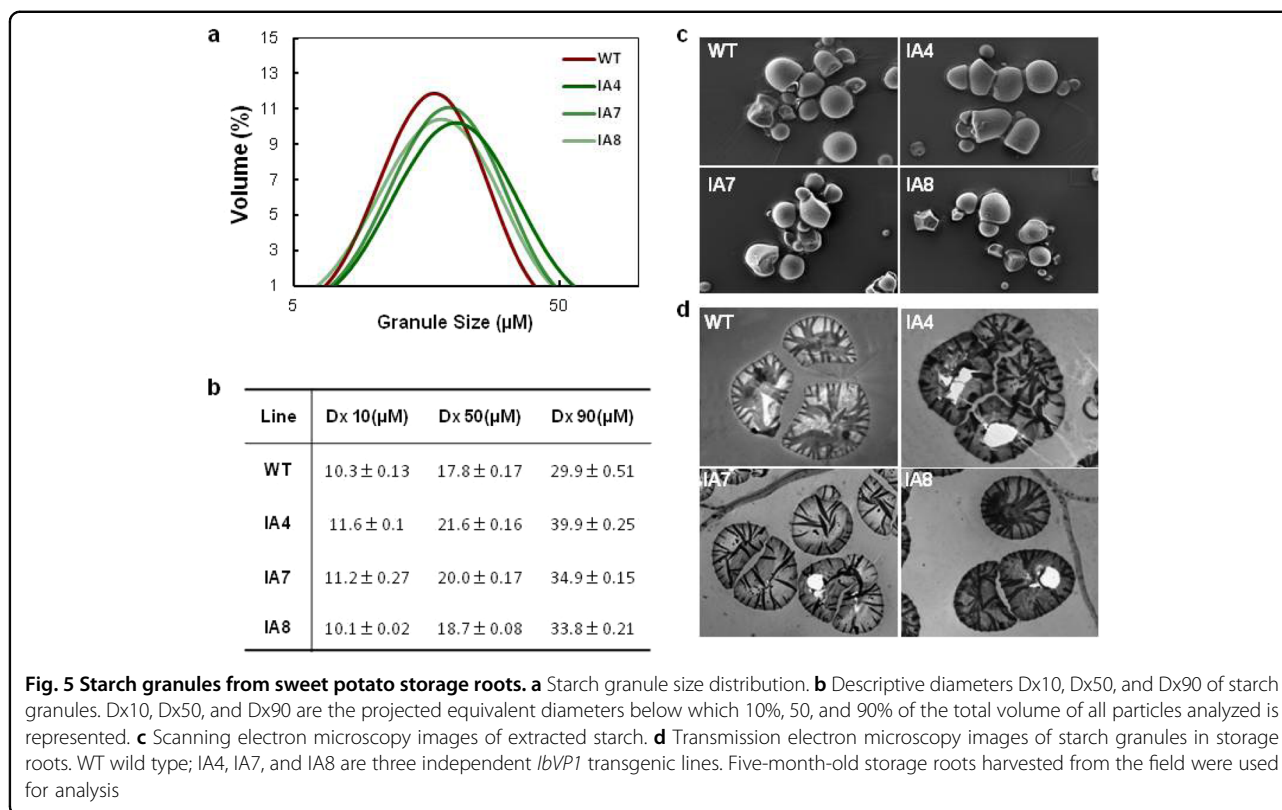 a
15
13
11
9
7
5
3
1
Volume (%)
5
50
Granule Size (µM)
WT
IA4
IA7
IA8
b
Line Dx 10(µM) Dx 50(µM) Dx 90(µM)
WT 10.3 ± 0.13 17.8 ± 0.17 29.9 ± 0.51
IA4 11.6 ± 0.1 21.6 ± 0.16 39.9 ± 0.25
IA7 11.2 ± 0.27 20.0 ± 0.17 34.9 ± 0.15
IA8 10.1 ± 0.02 18.7 ± 0.08 33.8 ± 0.21
c
WT
IA4
IA7
IA8
d
WT
IA4
IA7
IA8
Fig. 5 Starch granules from sweet potato storage roots. a Starch granule size distribution. b Descriptive diameters Dx10, Dx50, and Dx90 of starch
granules. Dx10, Dx50, and Dx90 are the projected equivalent diameters below which 10%, 50, and 90% of the total volume of all particles analyzed is
represented. c Scanning electron microscopy images of extracted starch. d Transmission electron microscopy images of starch granules in storage
roots. WT wild type; IA4, IA7, and IA8 are three independent IbVP1 transgenic lines. Five-month-old storage roots harvested from the field were used
for analysis